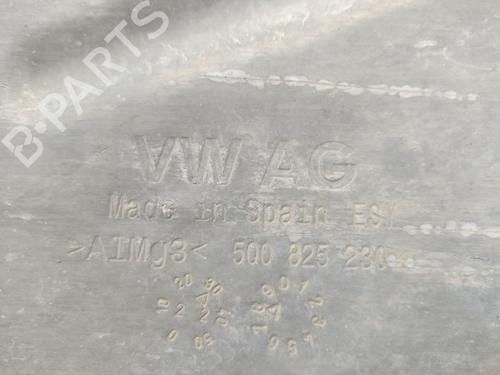 B-PARTS
VW AG
Made in Spain ESY
>AlMg3< 5Q0 825 230